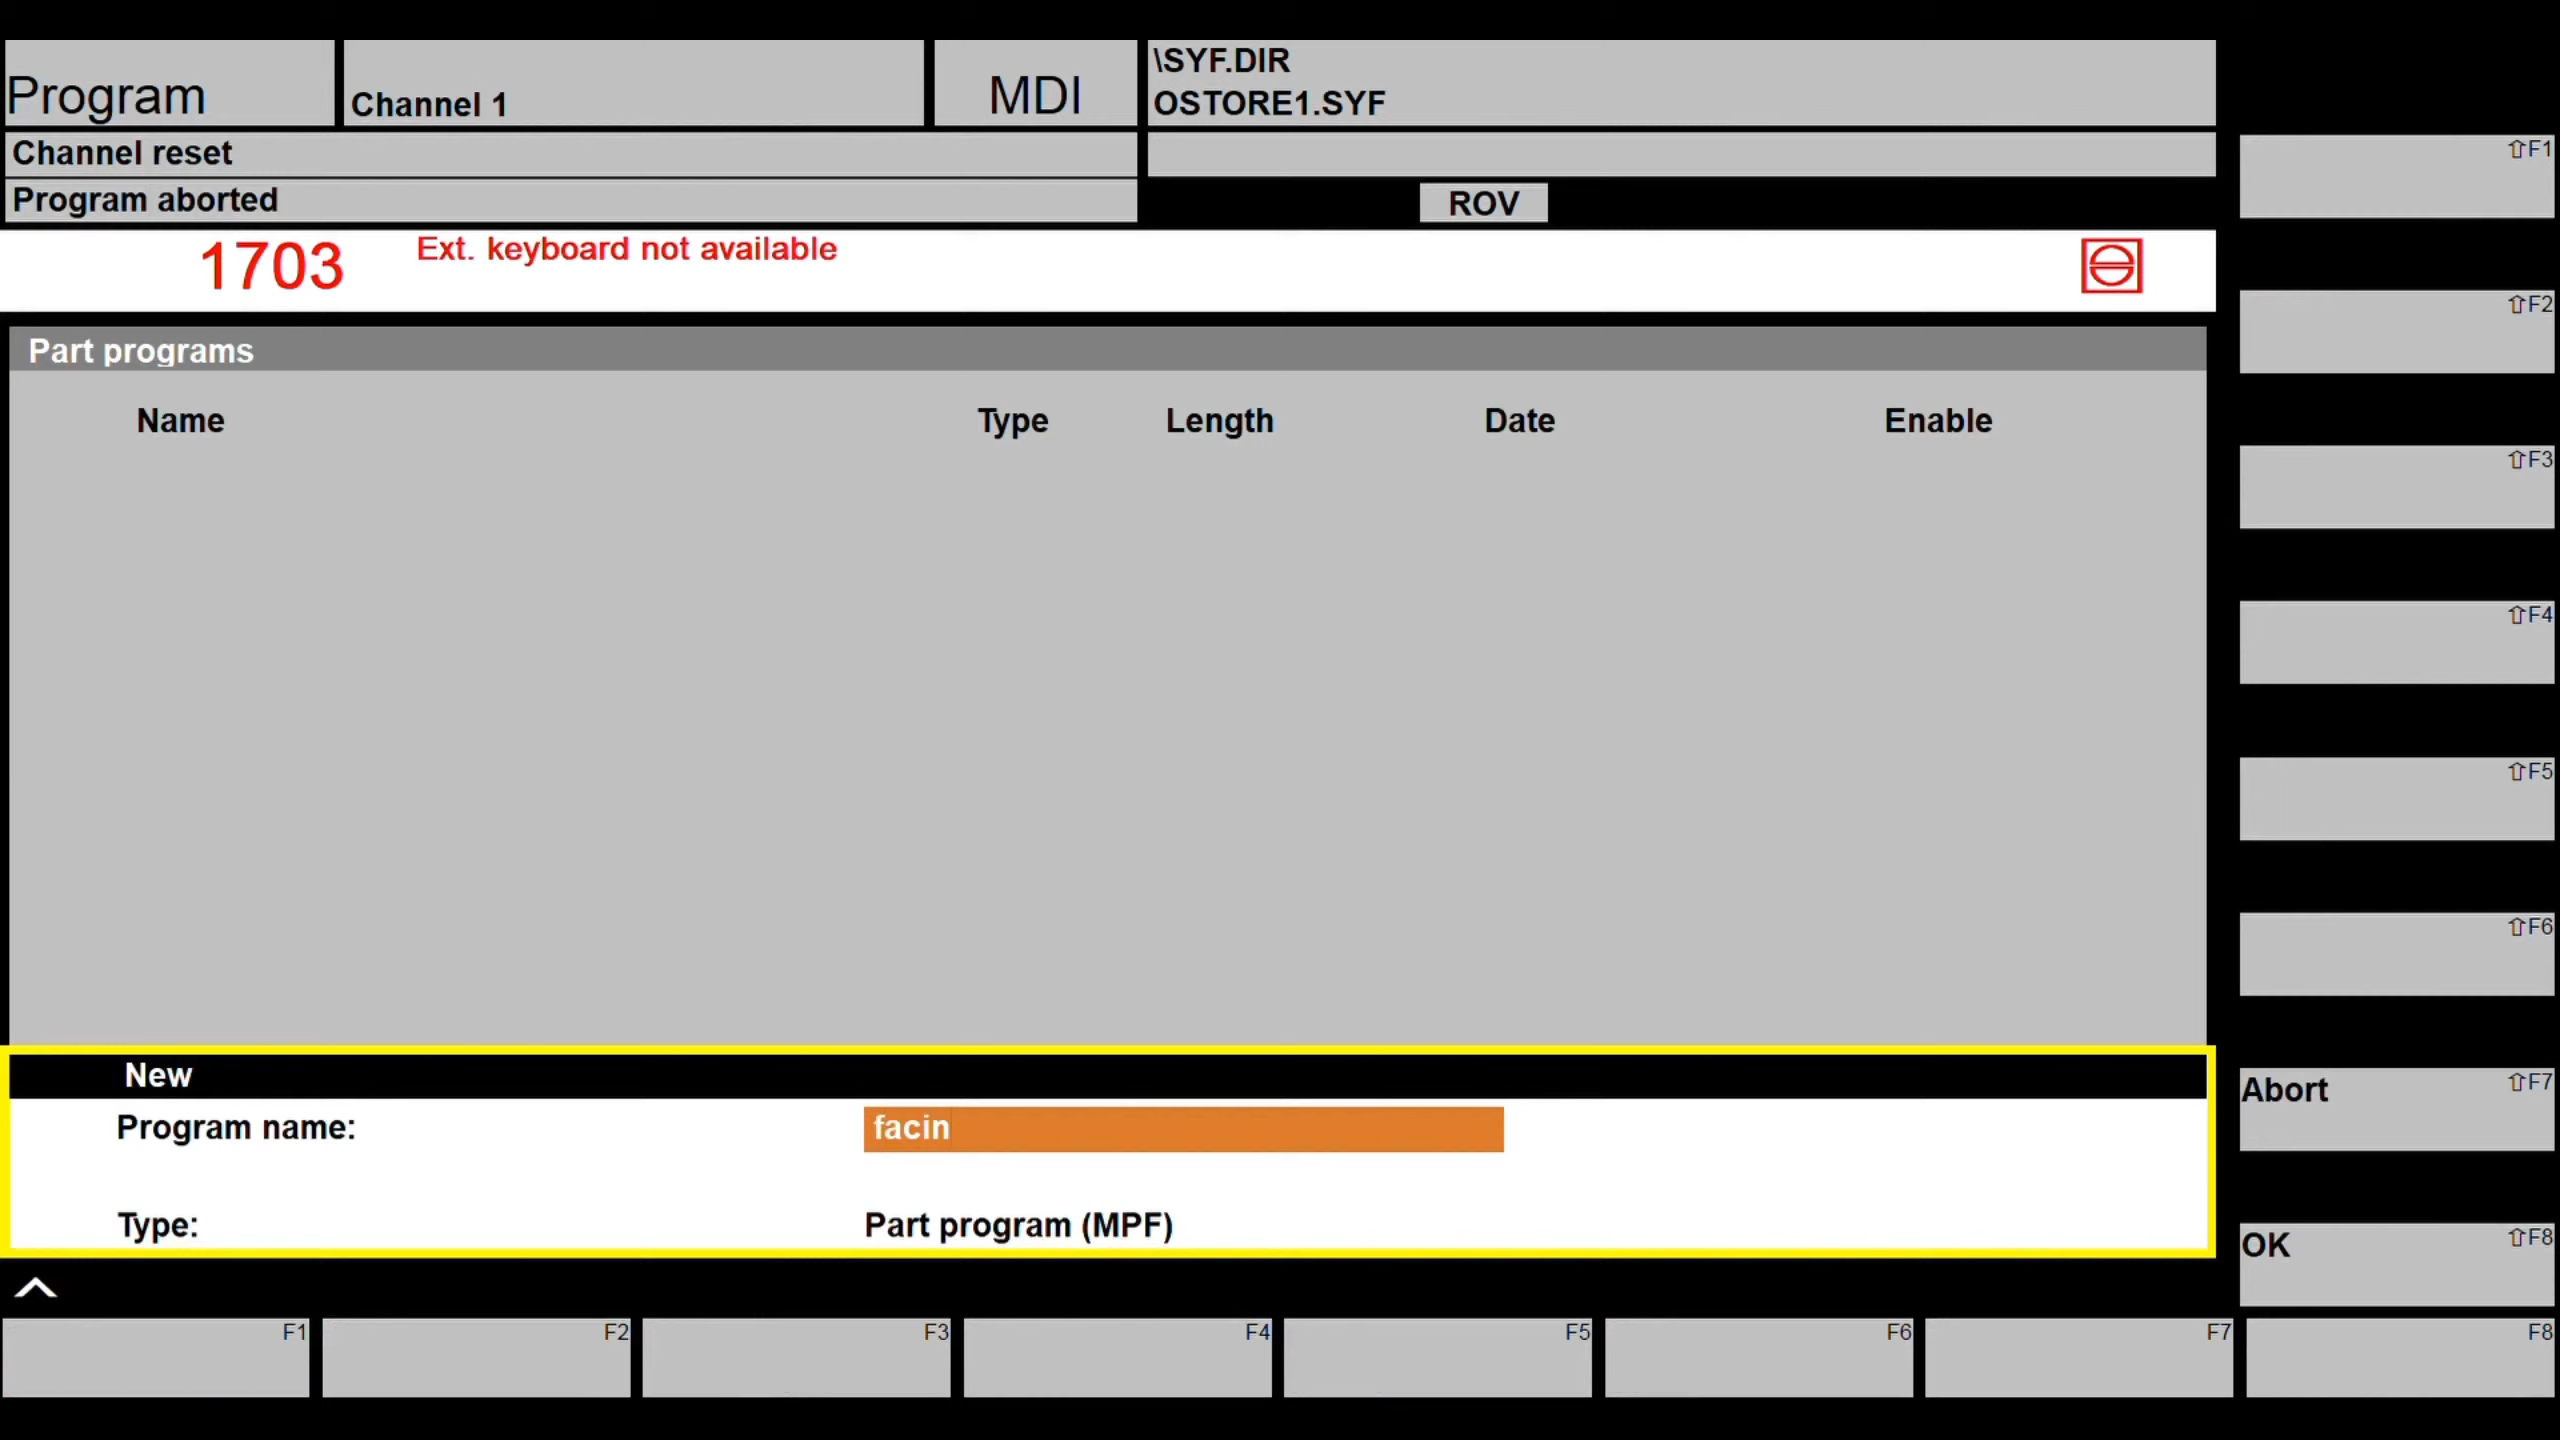 Program
Channel 1
MDI
\SYF.DIR
OSTORE1.SYF
Channel reset
Program aborted
ROV
1703
Ext. keyboard not available
Part programs
Name Type Length Date Enable
New
Program name: facin
Type: Part program (MPF)
⇧F1
⇧F2
⇧F3
⇧F4
⇧F5
⇧F6
Abort ⇧F7
OK ⇧F8
F1 F2 F3 F4 F5 F6 F7 F8